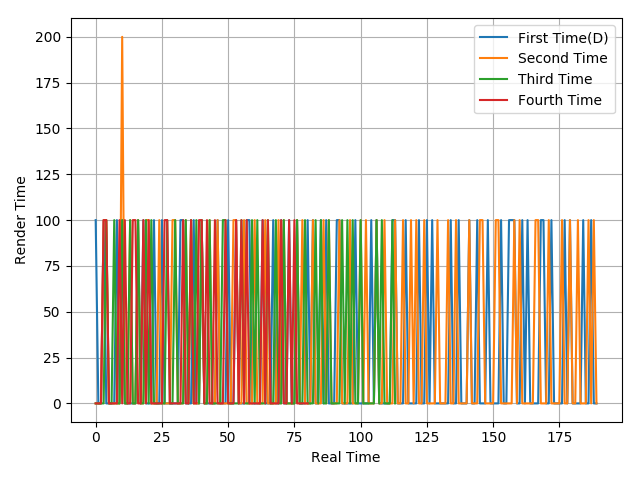 200
175
150
125
100
75
50
25
0
Render Time
0 25 50 75 100 125 150 175
Real Time
First Time(D)
Second Time
Third Time
Fourth Time